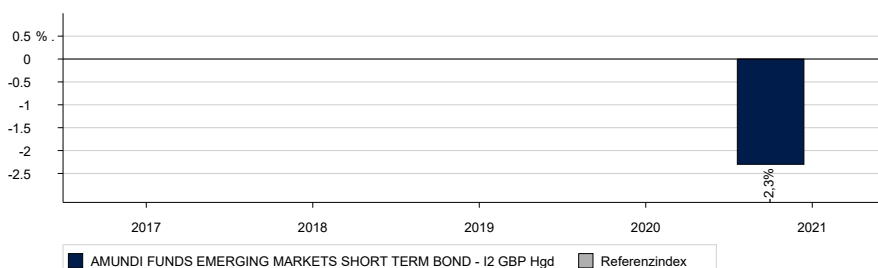 0.5 % .
0
-0.5
-1
-1.5
-2
-2.5
-2,3%
2017 2018 2019 2020 2021
AMUNDI FUNDS EMERGING MARKETS SHORT TERM BOND - I2 GBP Hgd Referenzindex